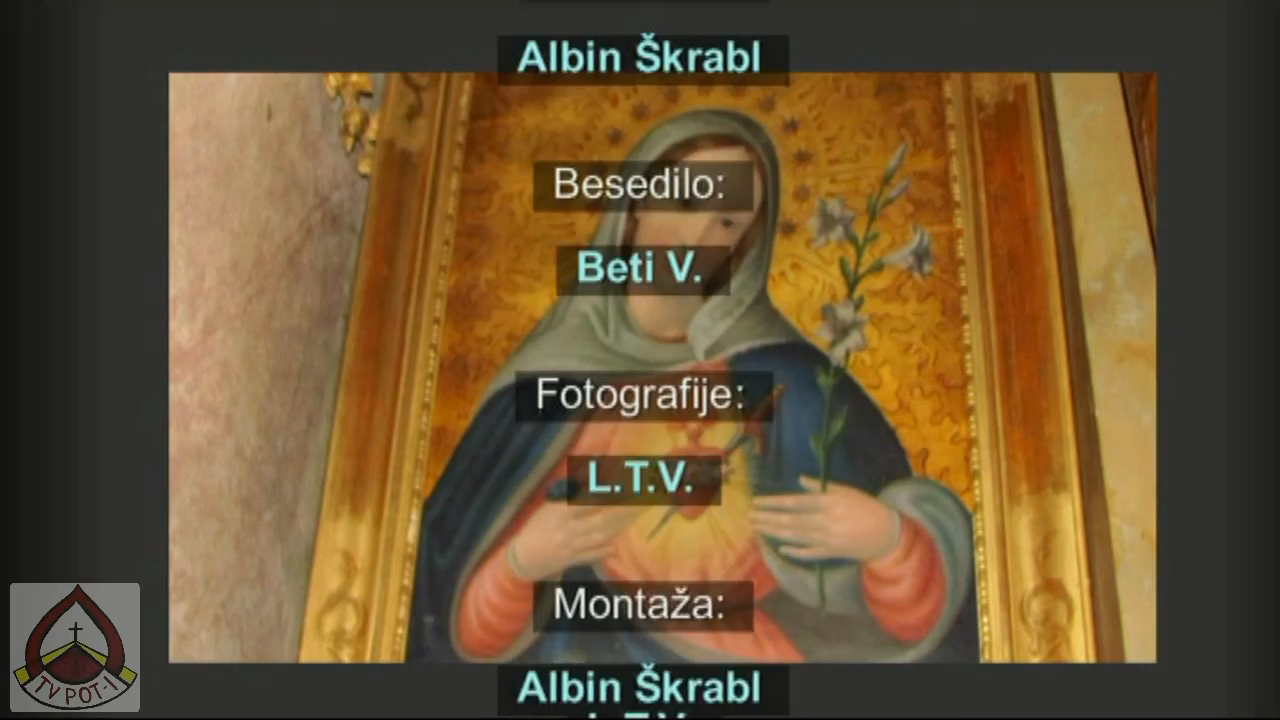 Albin Škrabl
Besedilo:
Beti V.
Fotografije:
L.T.V.
Montaža:
Albin Škrabl
L.T.V.
TV POT-I